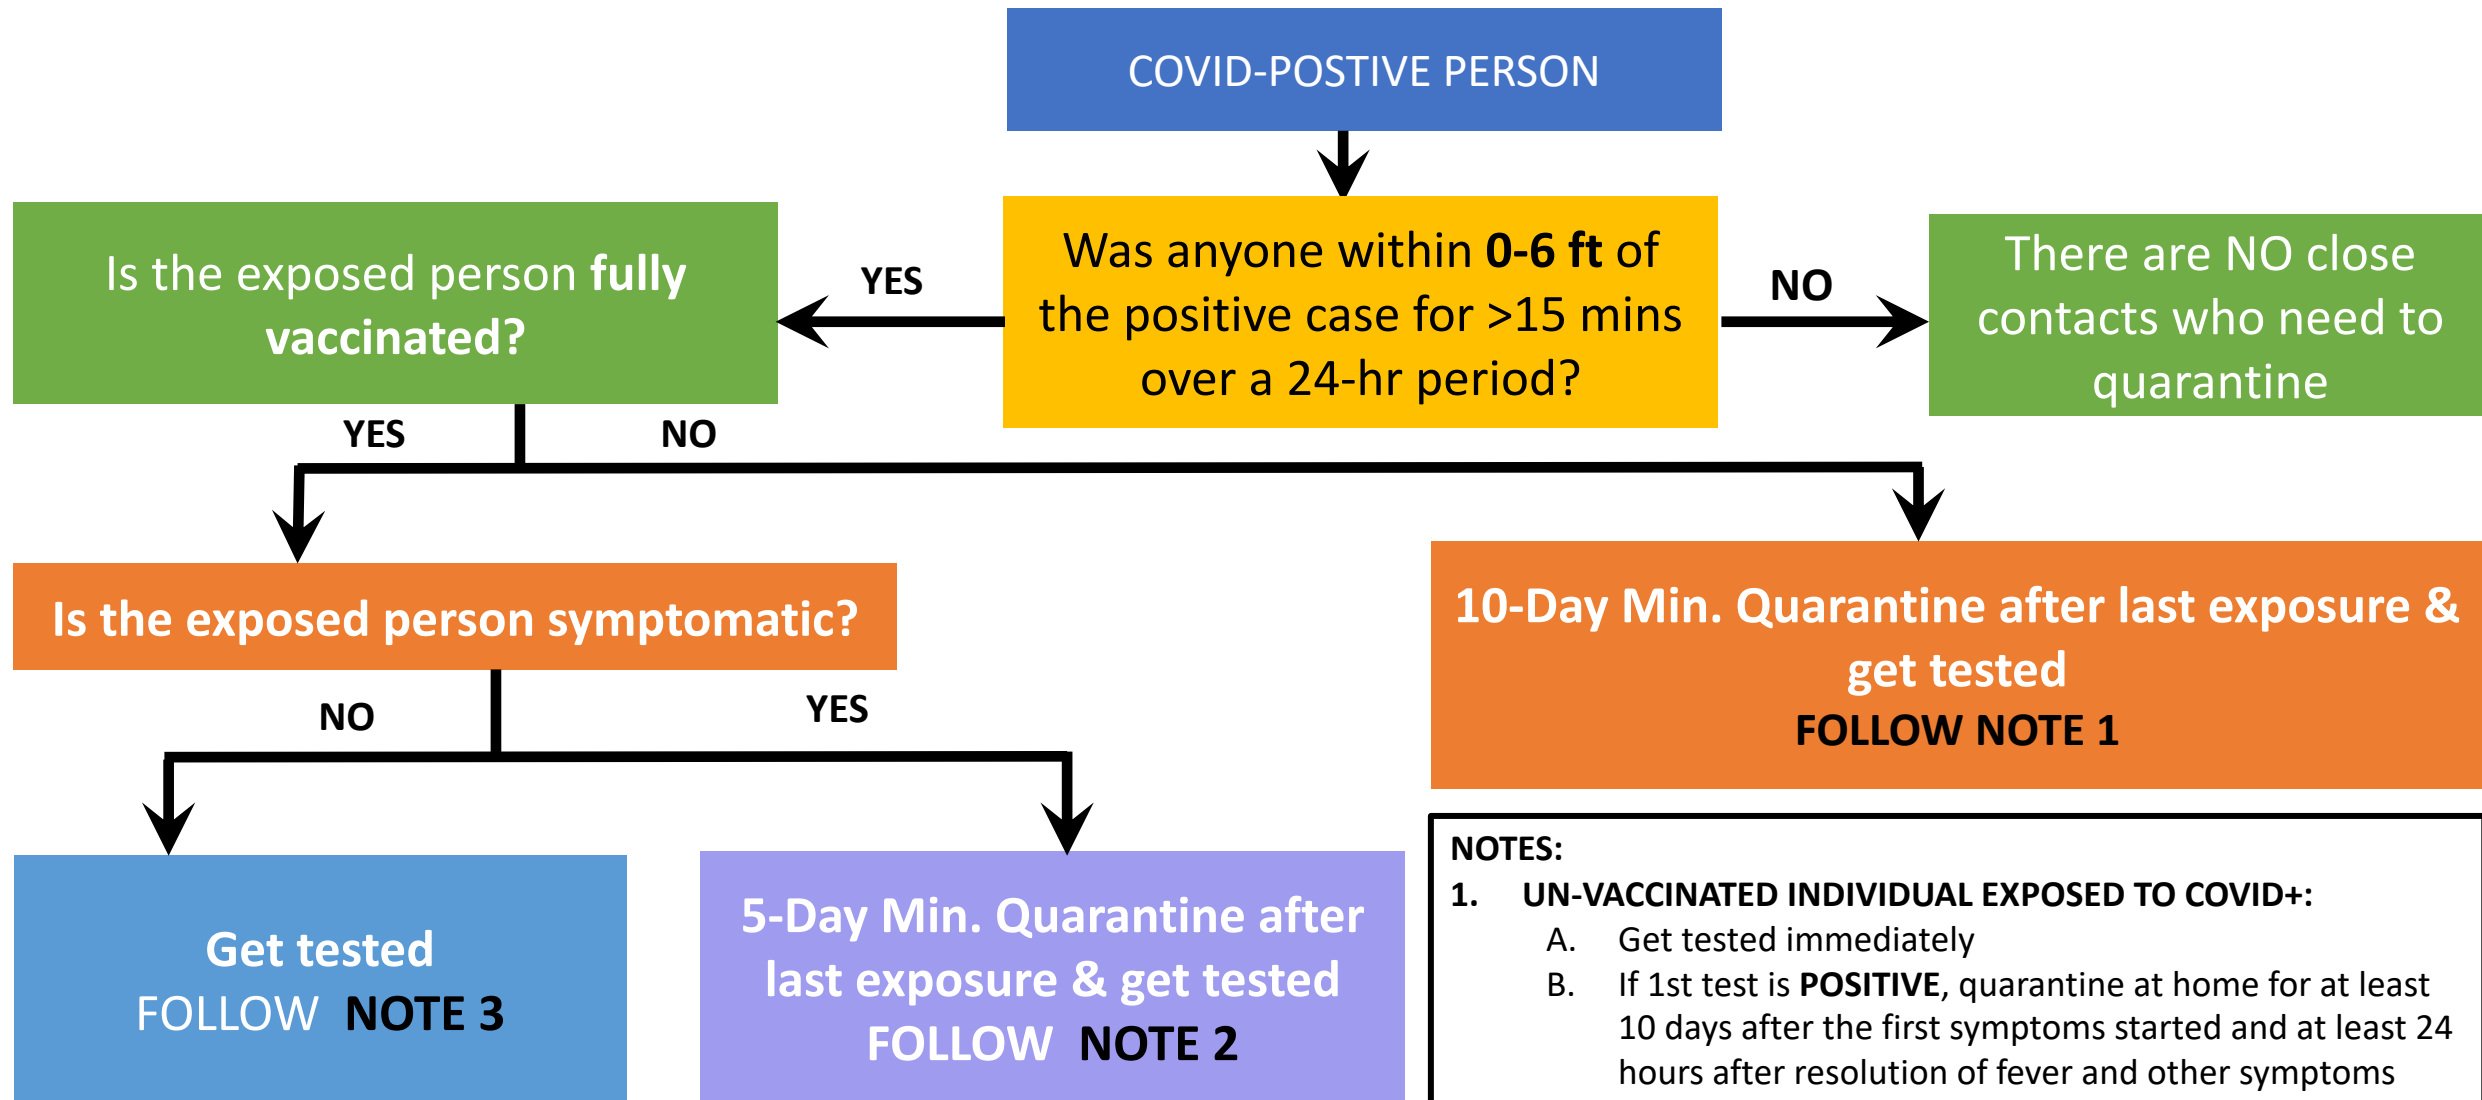 COVID-POSTIVE PERSON
Is the exposed person fully
vaccinated?
YES
Was anyone within 0-6 ft of
the positive case for >15 mins
over a 24-hr period?
NO
There are NO close
contacts who need to
quarantine
YES
NO
Is the exposed person symptomatic?
10-Day Min. Quarantine after last exposure &
get tested
FOLLOW NOTE 1
NO
YES
Get tested
FOLLOW NOTE 3
5-Day Min. Quarantine after
last exposure & get tested
FOLLOW NOTE 2
NOTES:
1. UN-VACCINATED INDIVIDUAL EXPOSED TO COVID+:
A. Get tested immediately
B. If 1st test is POSITIVE, quarantine at home for at least
10 days after the first symptoms started and at least 24
hours after resolution of fever and other symptoms